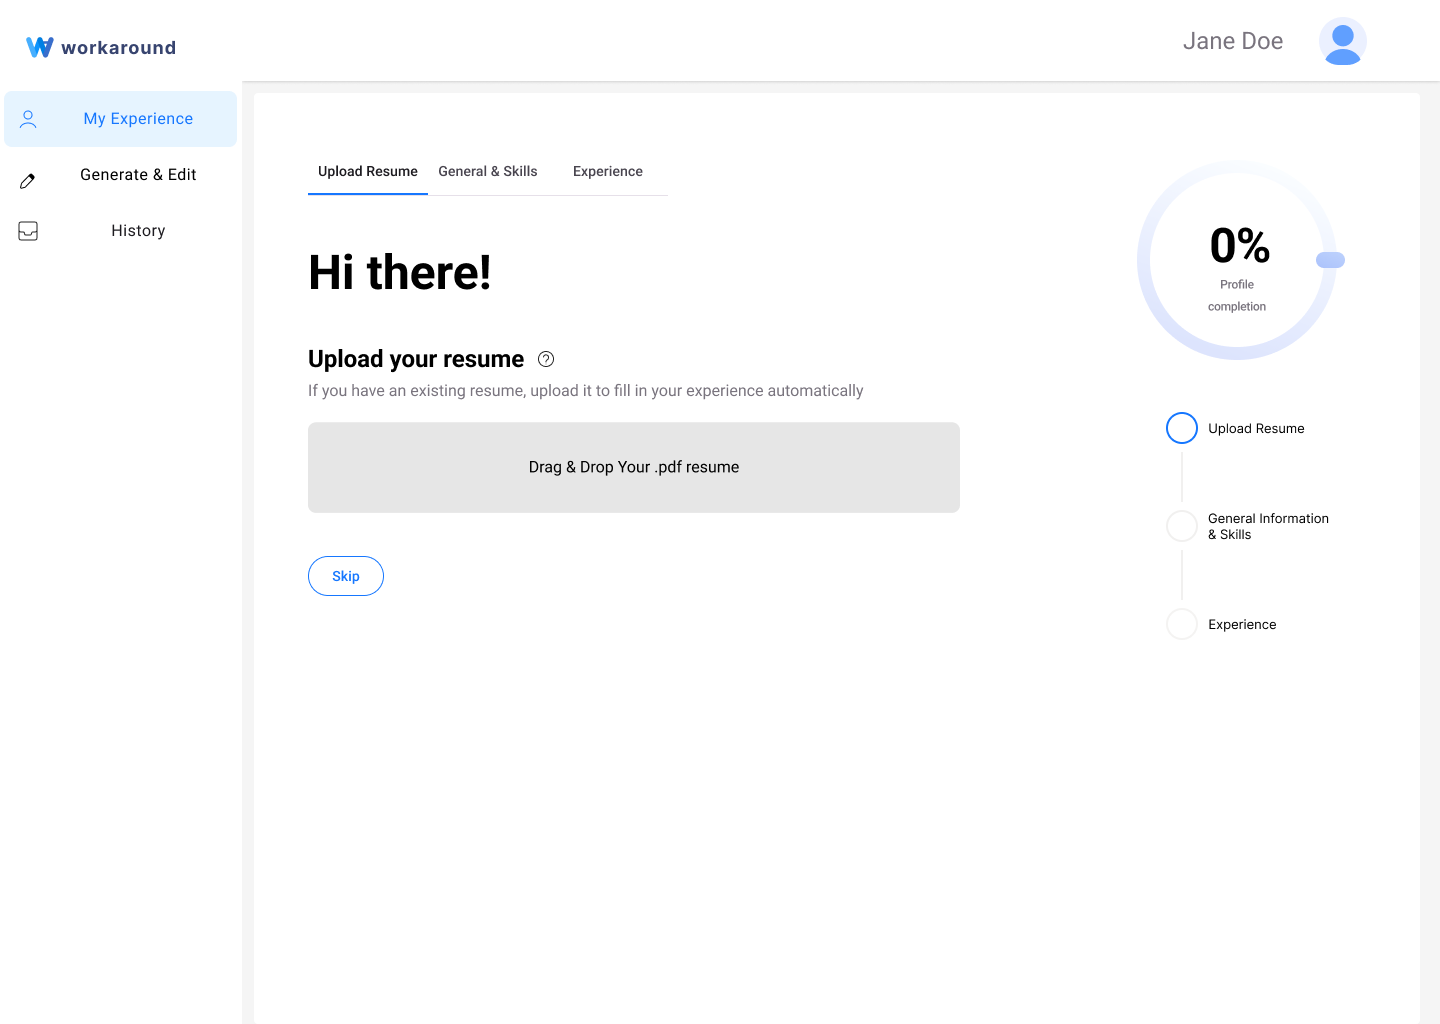 workaround
Jane Doe
My Experience
Generate & Edit
History
Upload Resume
General & Skills
Experience
Hi there!
Upload your resume
If you have an existing resume, upload it to fill in your experience automatically
Drag & Drop Your .pdf resume
Skip
0%
Profile
completion
Upload Resume
General Information
& Skills
Experience